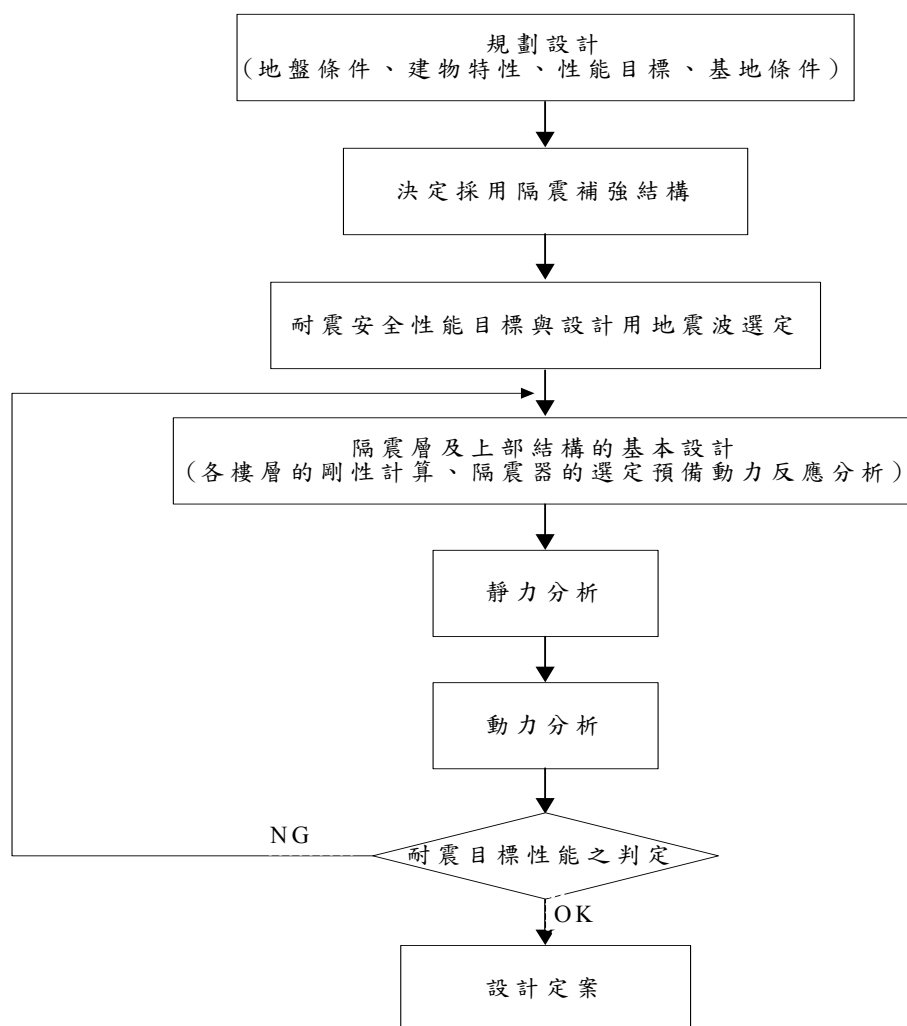 規劃設計
(地盤條件、建物特性、性能目標、基地條件)
決定採用隔震補強結構
耐震安全性能目標與設計用地震波選定
隔震層及上部結構的基本設計
(各樓層的剛性計算、隔震器的選定預備動力反應分析)
靜力分析
動力分析
NG
耐震目標性能之判定
OK
設計定案